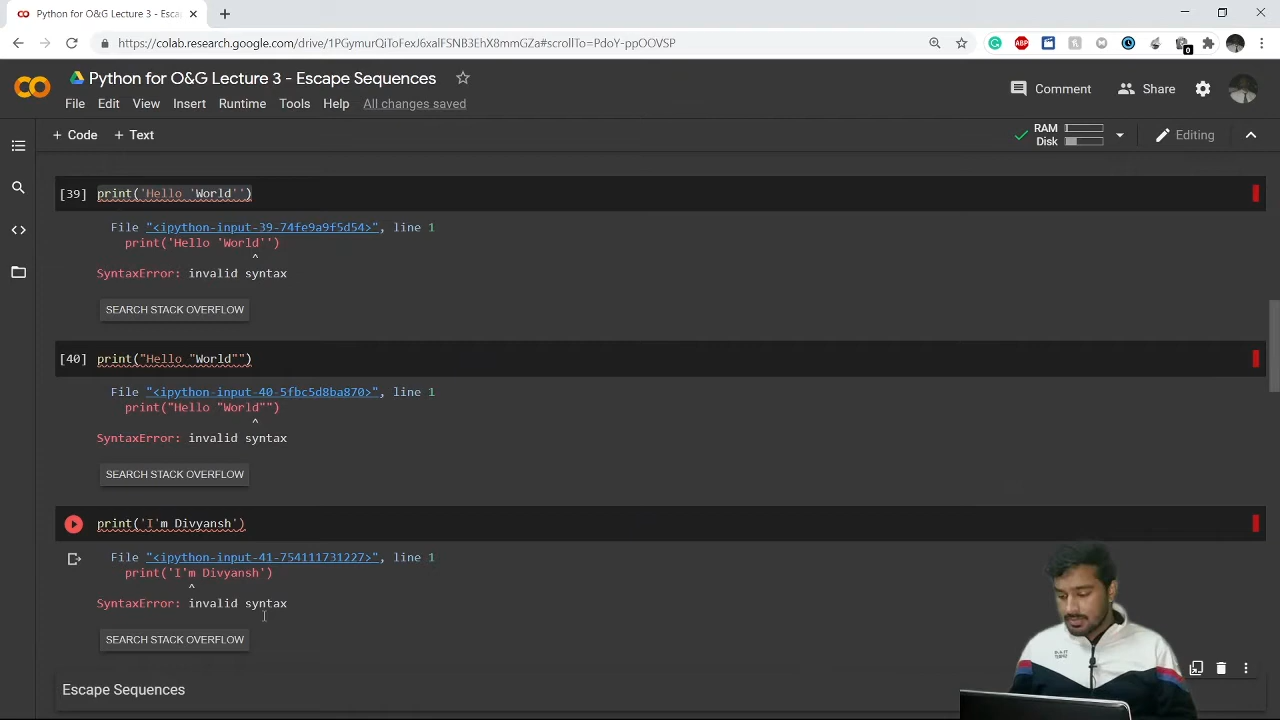 Python for O&G Lecture 3 - Esca
https://colab.research.google.com/drive/1PGymuQiToFexJ6xalFSNB3EhX8rmGnGZa#scrollTo=PdoY-ppOOVSP
Python for O&G Lecture 3 - Escape Sequences
File Edit View Insert Runtime Tools Help All changes saved
Comment Share
+ Code + Text
RAM
Disk
Editing
[39] print('Hello 'World'')
File "<ipython-input-39-74fe9a9f5d54>", line 1
print('Hello 'World'')
^
SyntaxError: invalid syntax
SEARCH STACK OVERFLOW
[40] print("Hello "World"")
File "<ipython-input-40-5fbc5d8ba870>", line 1
print("Hello "World"")
^
SyntaxError: invalid syntax
SEARCH STACK OVERFLOW
print('I'm Divyansh')
File "<ipython-input-41-754111731227>", line 1
print('I'm Divyansh')
^
SyntaxError: invalid syntax
SEARCH STACK OVERFLOW
Escape Sequences